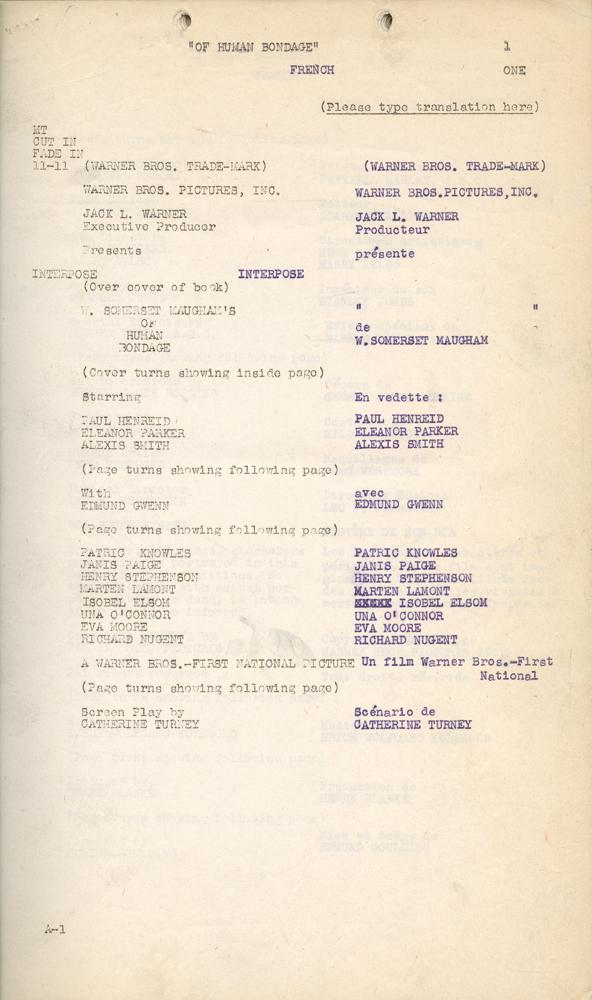 "OF HUMAN BONDAGE" 1
FRENCH ONE
(Please type translation here)
MT
CUT IN
FADE IN
11-11 (WARNER BROS. TRADE-MARK) (WARNER BROS. TRADE-MARK)
WARNER BROS. PICTURES, INC. WARNER BROS.PICTURES,INC.
JACK L. WARNER JACK L. WARNER
Executive Producer Producteur
Presents présente
INTERPOSE INTERPOSE
(Over cover of book)
W. SOMERSET MAUGHAM'S " "
OF de
HUMAN W.SOMERSET MAUGHAM
BONDAGE
(Cover turns showing inside page)
Starring En vedette :
PAUL HENREID PAUL HENREID
ELEANOR PARKER ELEANOR PARKER
ALEXIS SMITH ALEXIS SMITH
(Page turns showing following page)
With avec
EDMUND GWENN EDMUND GWENN
(Page turns showing following page)
PATRIC KNOWLES PATRIC KNOWLES
JANIS PAIGE JANIS PAIGE
HENRY STEPHENSON HENRY STEPHENSON
MARTEN LAMONT MARTEN LAMONT
ISOBEL ELSOM ISOBEL ELSOM
UNA O'CONNOR UNA O'CONNOR
EVA MOORE EVA MOORE
RICHARD NUGENT RICHARD NUGENT
A WARNER BROS.-FIRST NATIONAL PICTURE Un film Warner Bros.-First
National
(Page turns showing following page)
Screen Play by Scénario de
CATHERINE TURNEY CATHERINE TURNEY
A-1